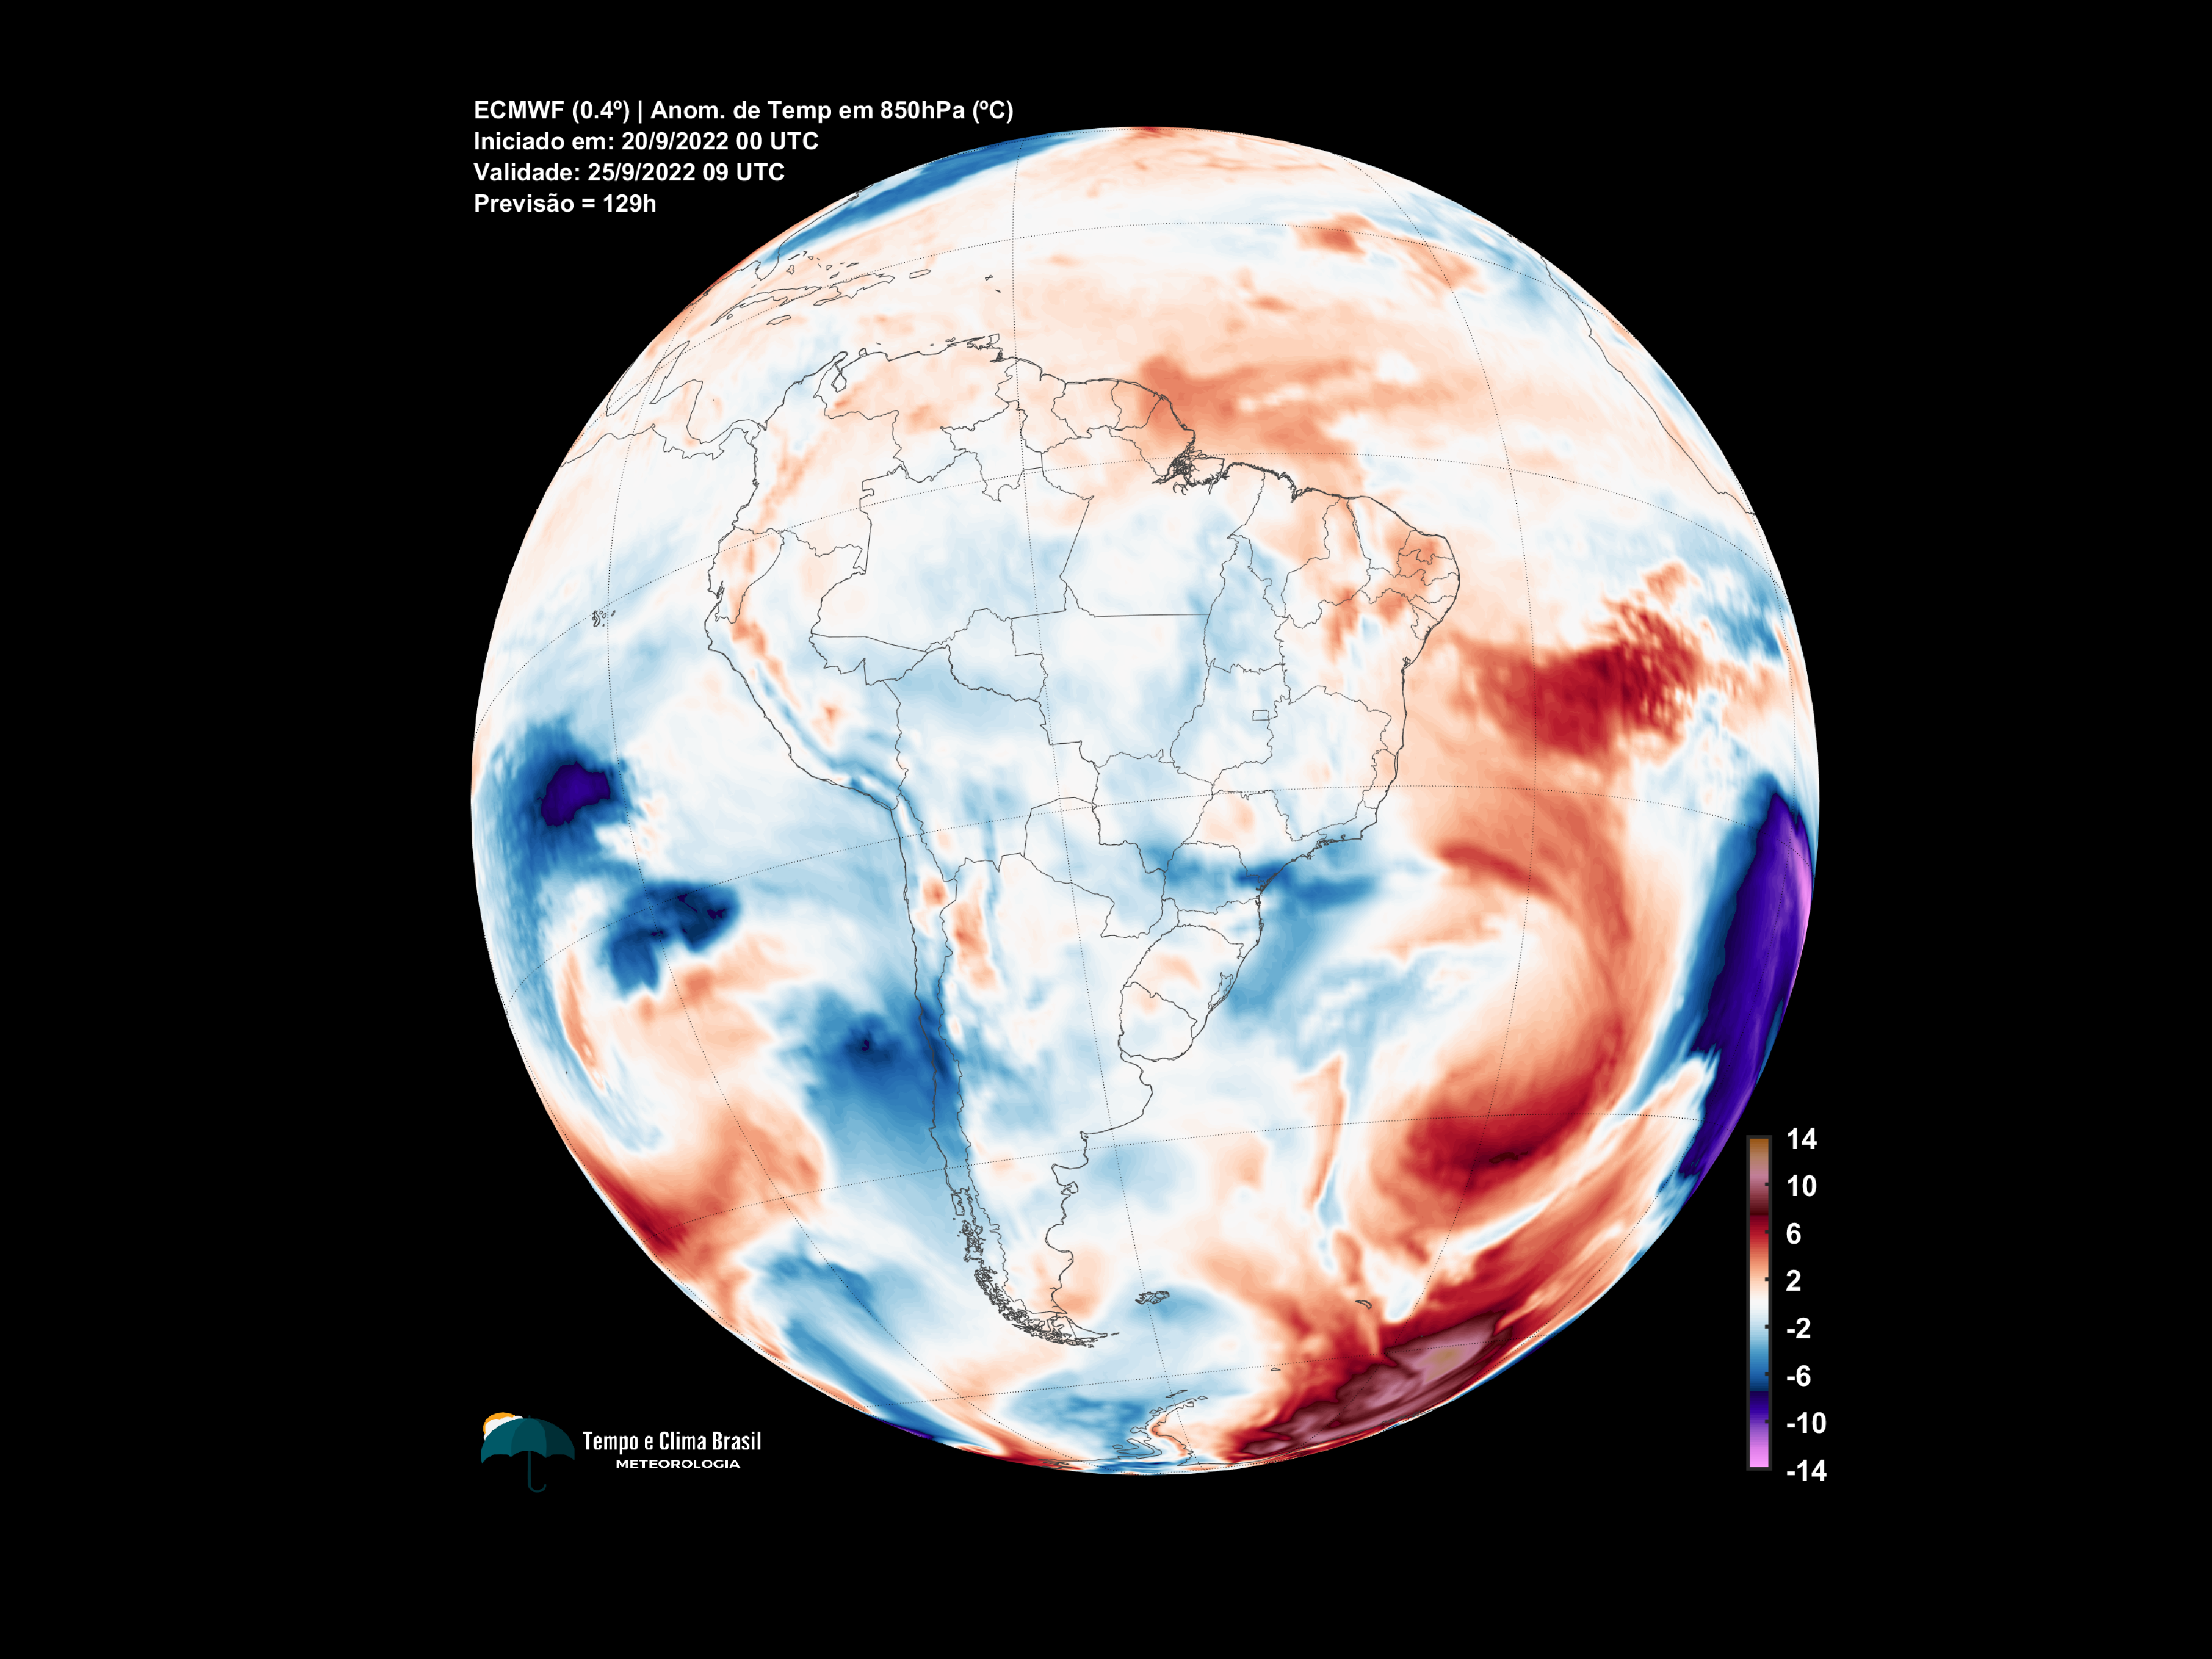 ECMWF (0.4º) | Anom. de Temp em 850hPa (ºC)
Iniciado em: 20/9/2022 00 UTC
Validade: 25/9/2022 09 UTC
Previsão = 129h
14
10
6
2
-2
-6
-10
-14
Tempo e Clima Brasil
METEOROLOGIA